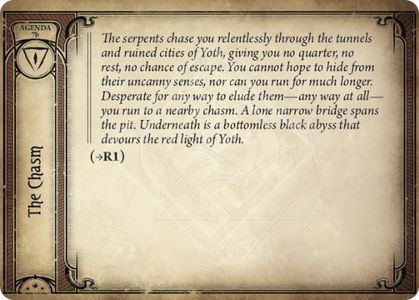 AGENDA
7b
The Chasm
The serpents chase you relentlessly through the tunnels
and ruined cities of Yoth, giving you no quarter, no
rest, no chance of escape. You cannot hope to hide from
their uncanny senses, nor can you run for much longer.
Desperate for any way to elude them—any way at all—
you run to a nearby chasm. A lone narrow bridge spans
the pit. Underneath is a bottomless black abyss that
devours the red light of Yoth.
(→R1)